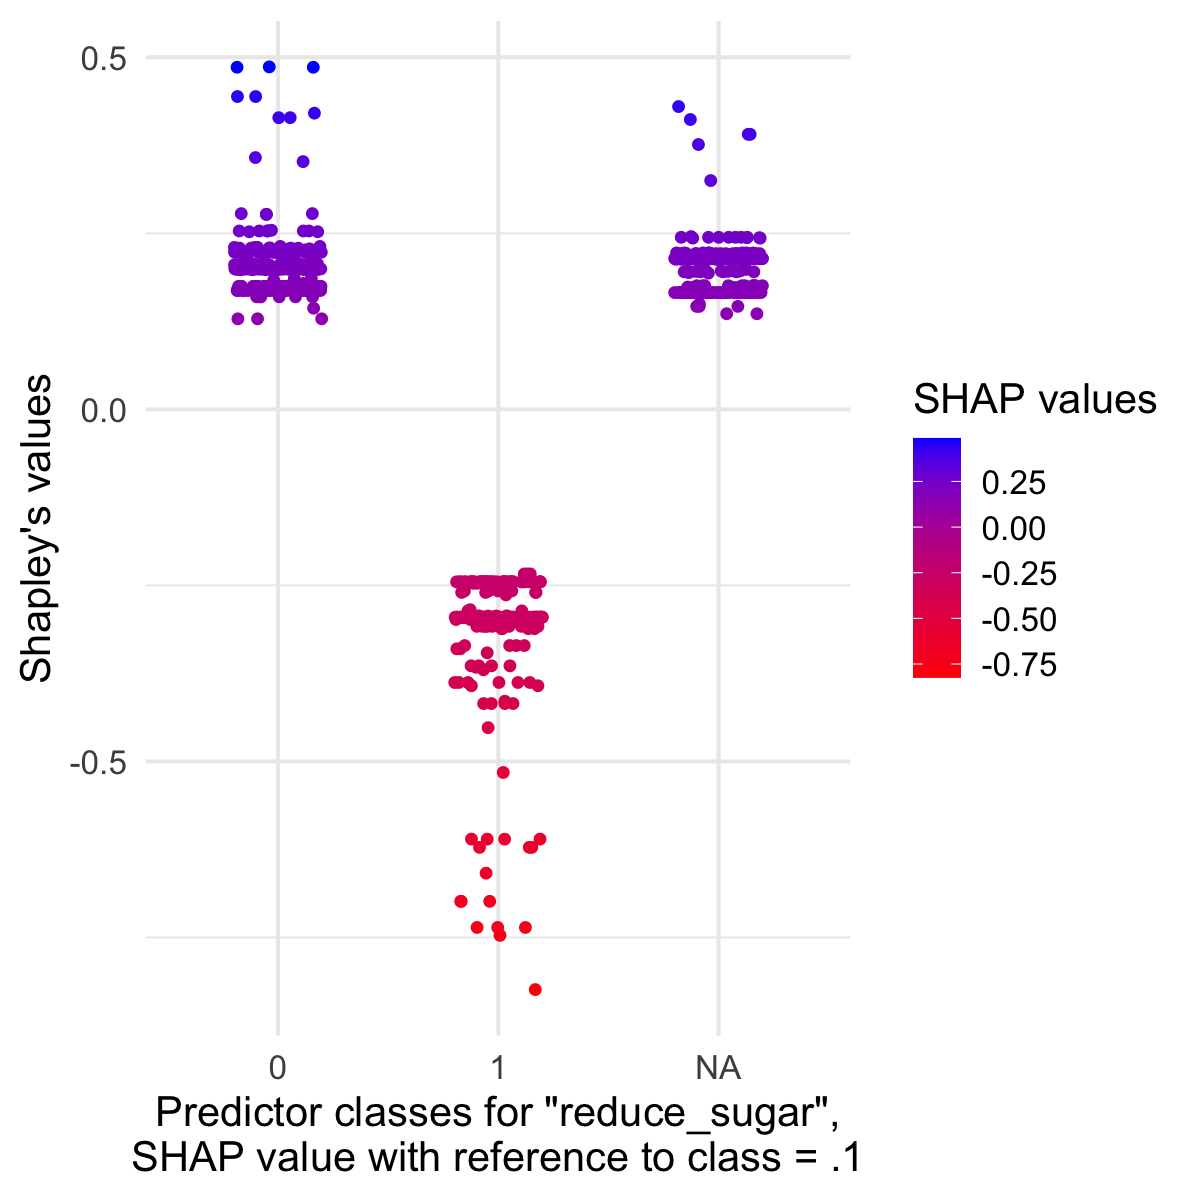 0.5
0.0
-0.5
Shapley's values
0
1
NA
Predictor classes for "reduce_sugar",
SHAP value with reference to class = .1
SHAP values
0.25
0.00
-0.25
-0.50
-0.75